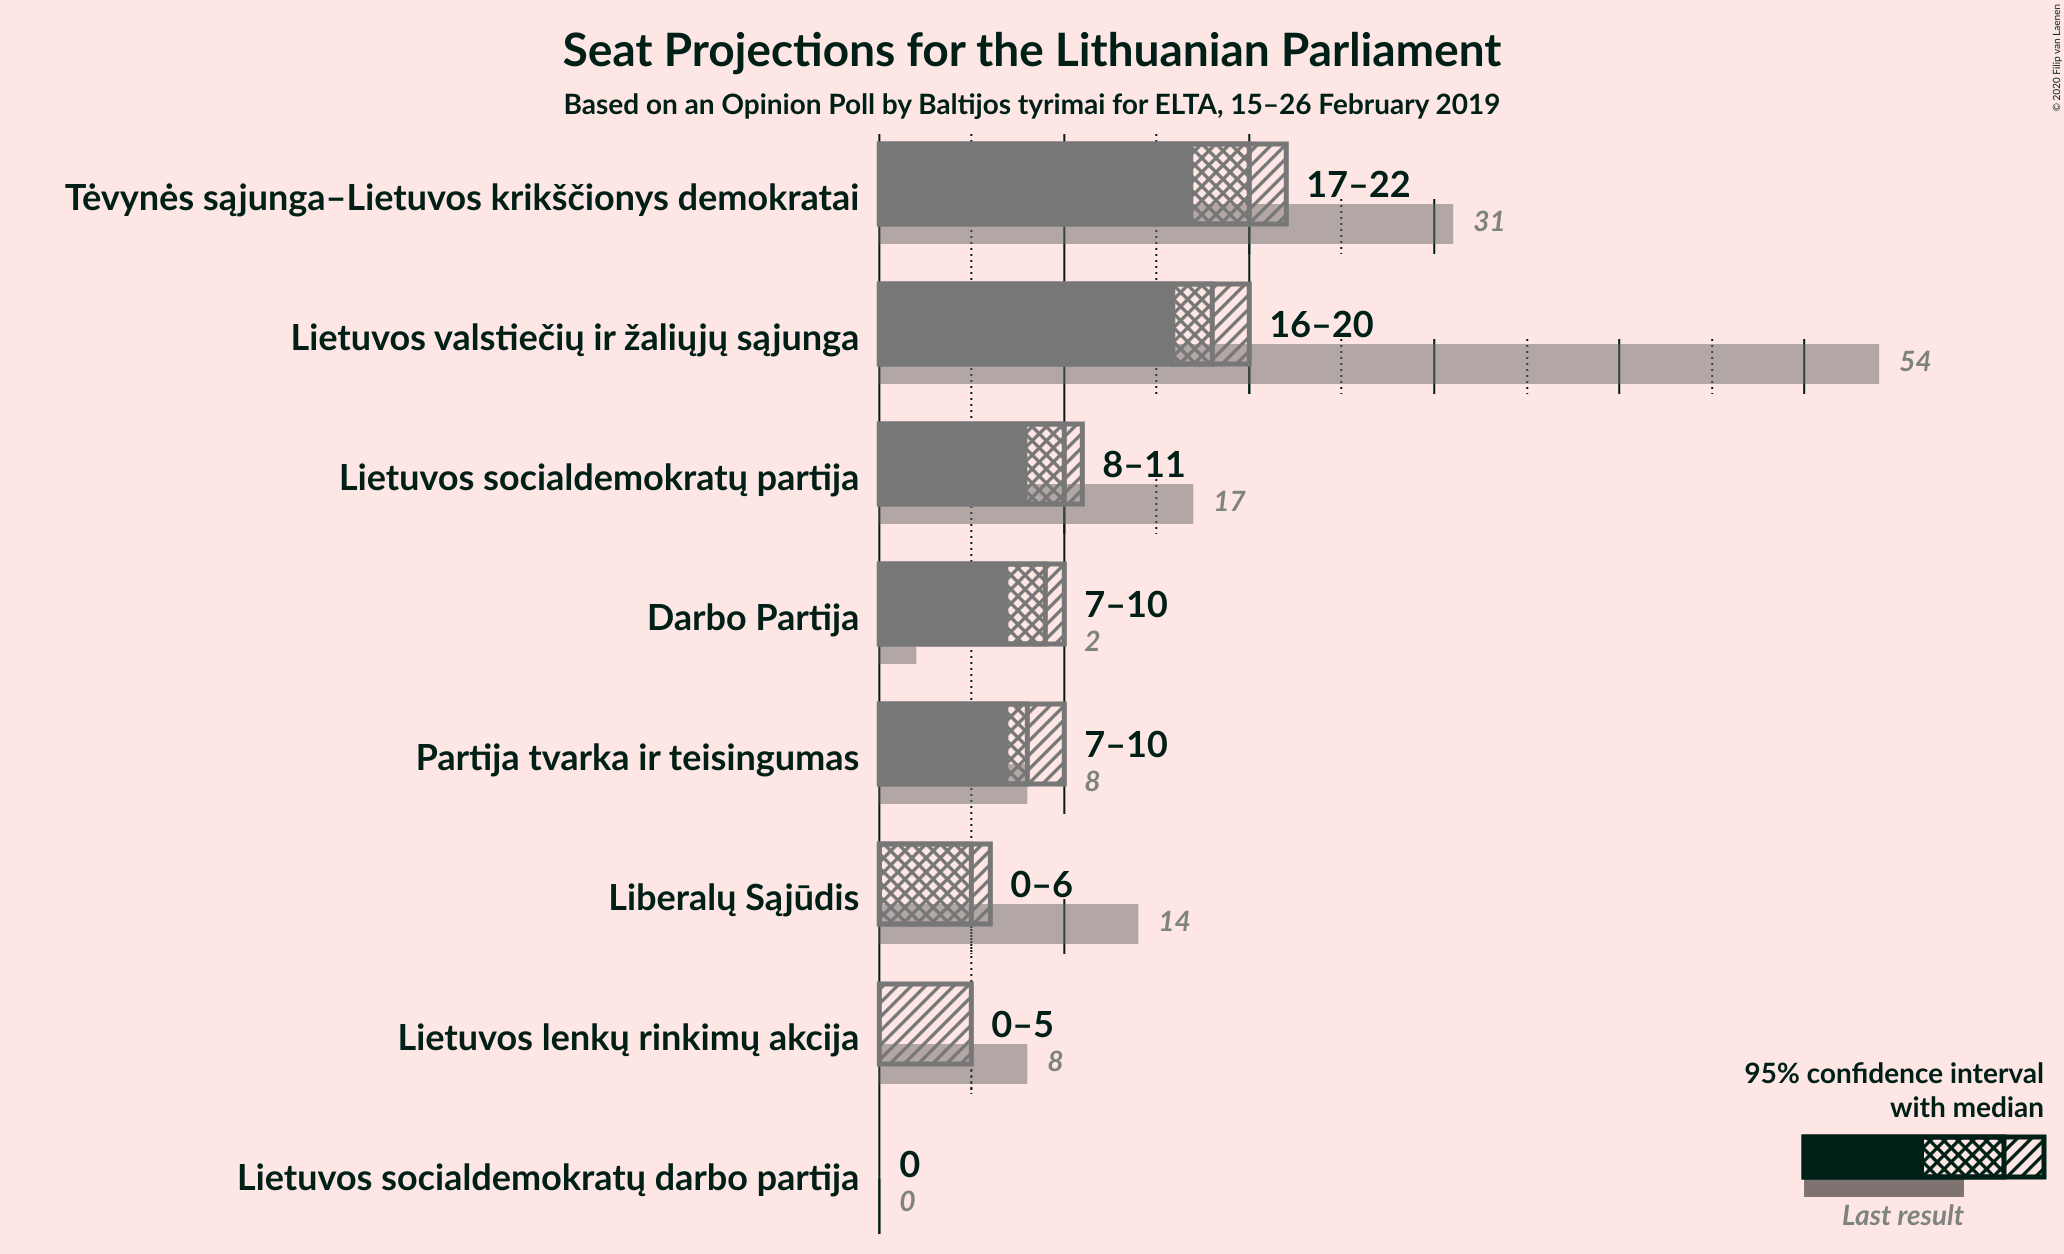 Seat Projections for the Lithuanian Parliament
Based on an Opinion Poll by Baltijos tyrimai for ELTA, 15–26 February 2019
© 2020 Filip van Laenen
Tėvynės sąjunga–Lietuvos krikščionys demokratai
17–22
31
Lietuvos valstiečių ir žaliųjų sąjunga
16–20
54
Lietuvos socialdemokratų partija
8–11
17
Darbo Partija
7–10
2
Partija tvarka ir teisingumas
7–10
8
Liberalų Sąjūdis
0–6
14
Lietuvos lenkų rinkimų akcija
0–5
8
Lietuvos socialdemokratų darbo partija
0
0
95% confidence interval
with median
Last result